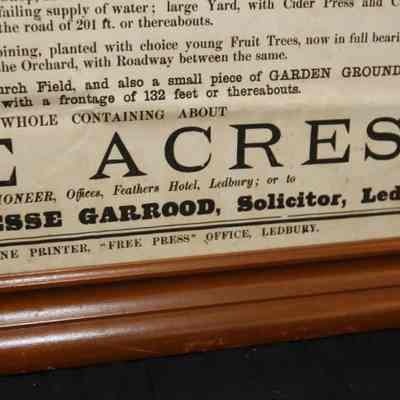 failing supply of water; large Yard, with Cider Press and C
the road of 201 ft. or thereabouts.
oining, planted with choice young Fruit Trees, now in full beari
the Orchard, with Roadway between the same.
urch Field, and also a small piece of GARDEN GROUND
with a frontage of 132 feet or thereabouts.
WHOLE CONTAINING ABOUT
E ACRES
IONEER, Offices, Feathers Hotel, Ledbury; or to
ESSE GARROOD, Solicitor, Led
NE PRINTER, "FREE PRESS" OFFICE, LEDBURY.